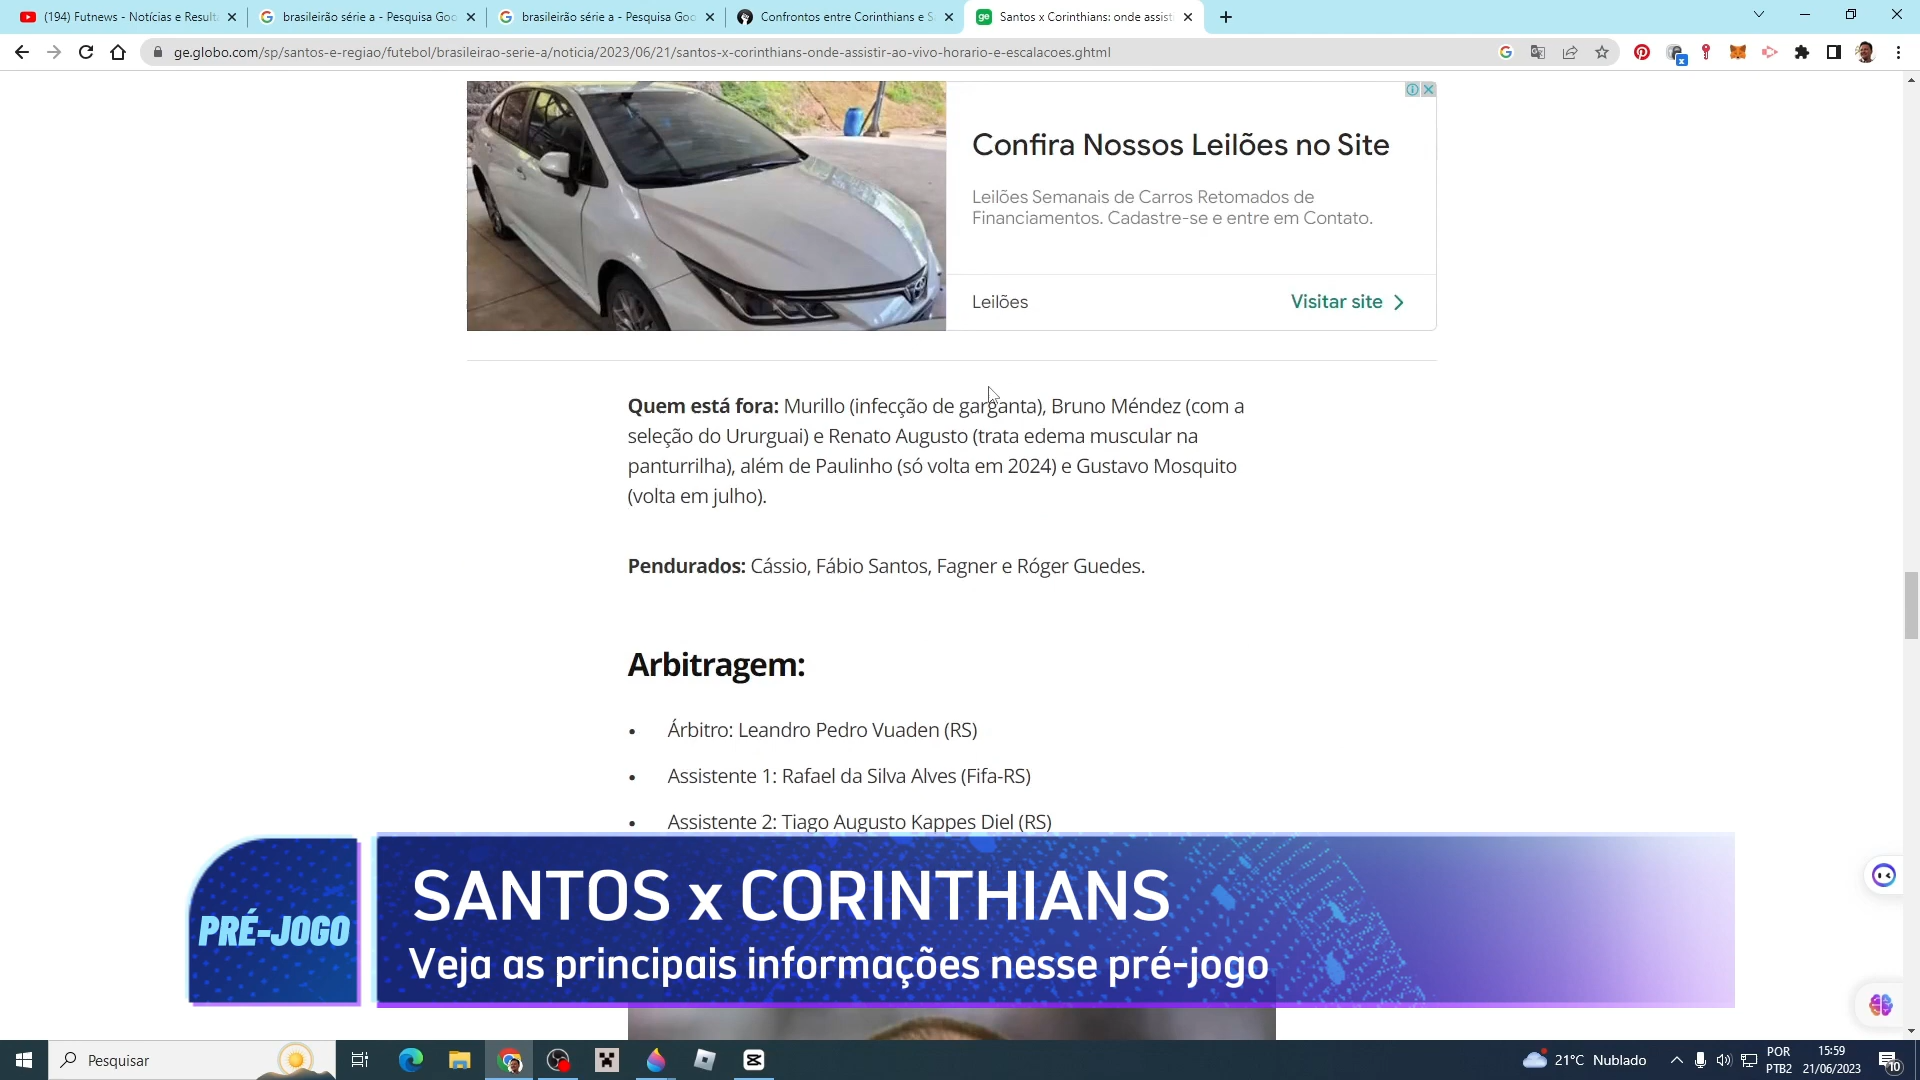 (194) Futnews - Notícias e Result
brasileirão série a - Pesquisa Goo
brasileirão série a - Pesquisa Goo
Confrontos entre Corinthians e S
ge
Santos x Corinthians: onde assist
ge.globo.com/sp/santos-e-regiao/futebol/brasileirao-serie-a/noticia/2023/06/21/santos-x-corinthians-onde-assistir-ao-vivo-horario-e-escalacoes.ghtml
Confira Nossos Leilões no Site
Leilões Semanais de Carros Retomados de
Financiamentos. Cadastre-se e entre em Contato.
Leilões
Visitar site
Quem está fora: Murillo (infecção de garganta), Bruno Méndez (com a
seleção do Ururguai) e Renato Augusto (trata edema muscular na
panturrilha), além de Paulinho (só volta em 2024) e Gustavo Mosquito
(volta em julho).
Pendurados: Cássio, Fábio Santos, Fagner e Róger Guedes.
Arbitragem:
• Árbitro: Leandro Pedro Vuaden (RS)
• Assistente 1: Rafael da Silva Alves (Fifa-RS)
• Assistente 2: Tiago Augusto Kappes Diel (RS)
PRÉ-JOGO
SANTOS x CORINTHIANS
Veja as principais informações nesse pré-jogo
Pesquisar
21°C Nublado
POR
PTB2
15:59
21/06/2023
10